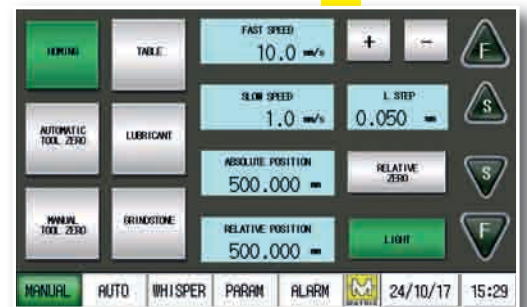 HOMING
TABLE
FAST SPEED
10.0 mm/s
+
-
F
SLOW SPEED
1.0 mm/s
L STEP
0.050 mm
S
AUTOMATIC
TOOL ZERO
LUBRICANT
ABSOLUTE POSITION
500.000 mm
RELATIVE
ZERO
S
MANUAL
TOOL ZERO
GRINDSTONE
RELATIVE POSITION
500.000 mm
LIGHT
F
MANUAL AUTO WHISPER PARAM ALARM MATRIX 24/10/17 15:29